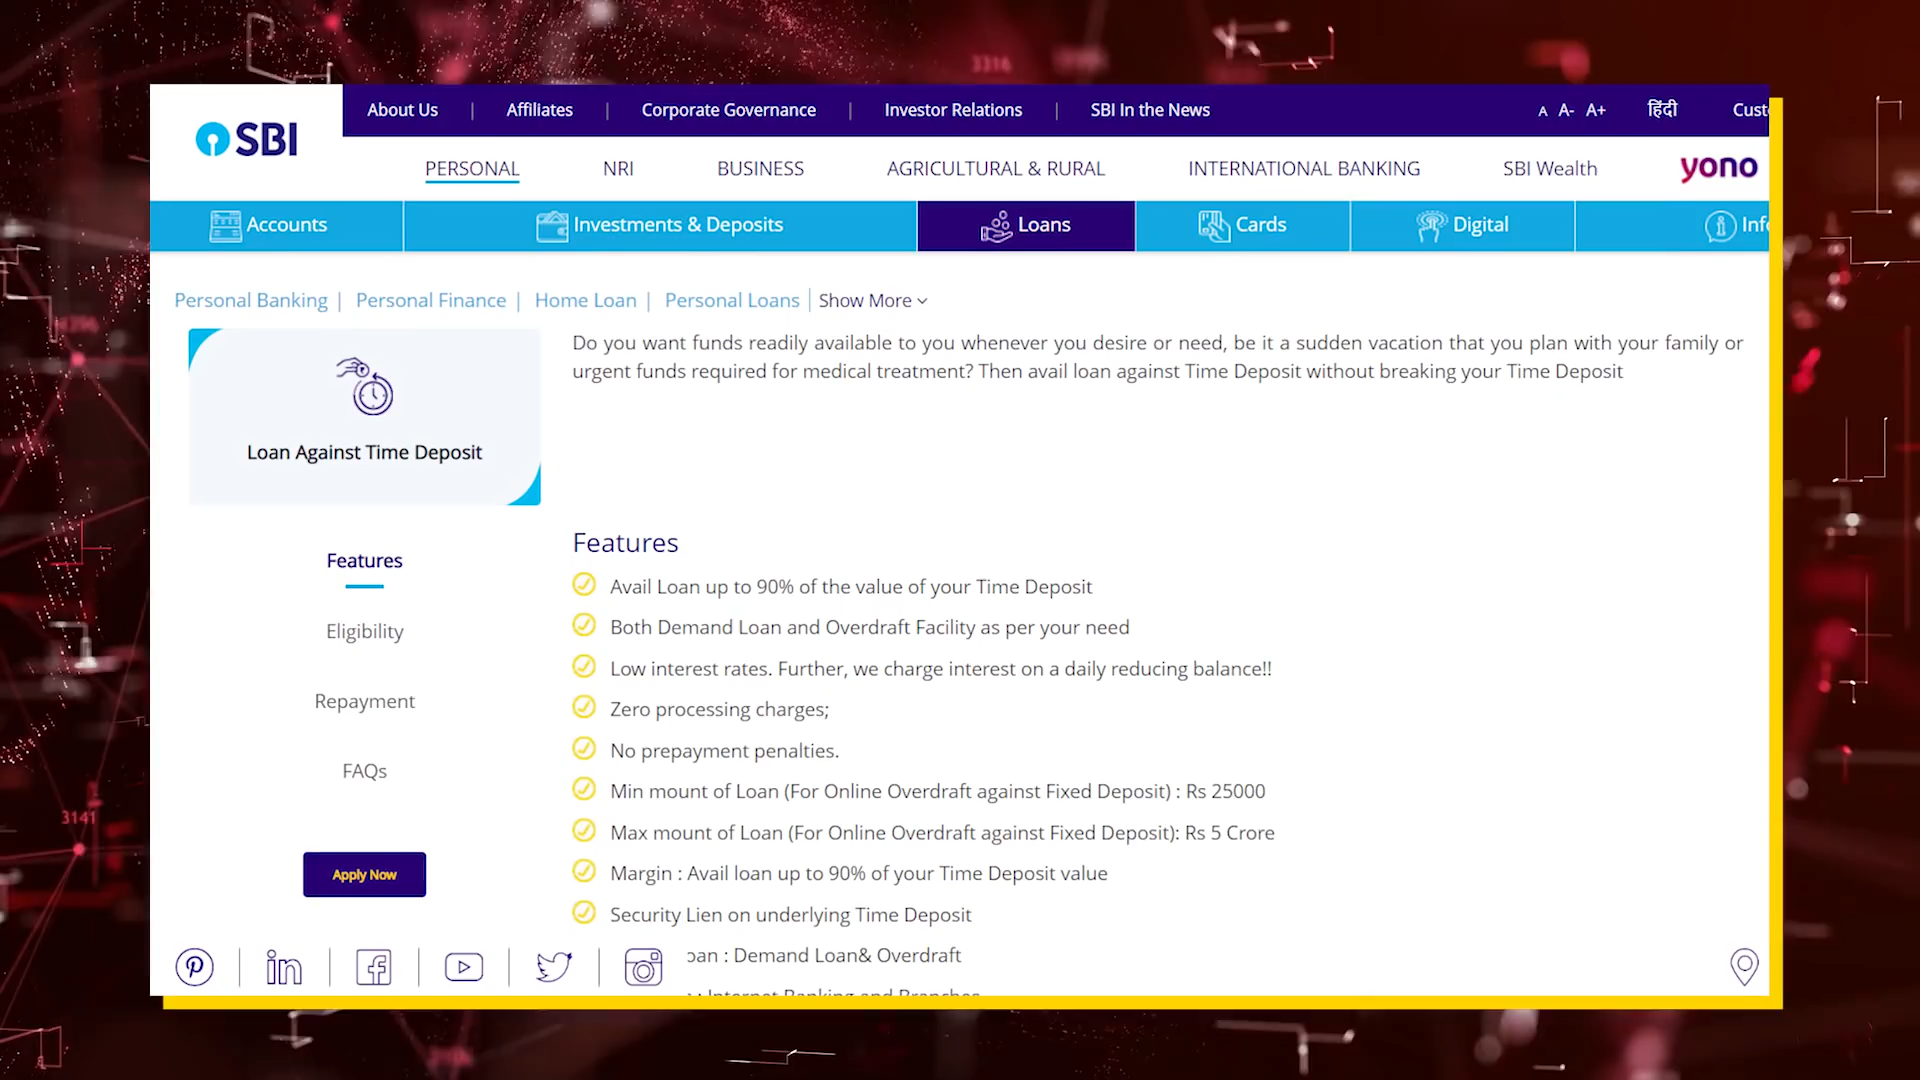 SBI
About Us | Affiliates | Corporate Governance | Investor Relations | SBI In the News
A A- A+ हिंदी
PERSONAL NRI BUSINESS AGRICULTURAL & RURAL INTERNATIONAL BANKING SBI Wealth yono
Accounts Investments & Deposits Loans Cards Digital
Personal Banking | Personal Finance | Home Loan | Personal Loans | Show More
Do you want funds readily available to you whenever you desire or need, be it a sudden vacation that you plan with your family or
urgent funds required for medical treatment? Then avail loan against Time Deposit without breaking your Time Deposit
Loan Against Time Deposit
Features
Eligibility
Repayment
FAQs
Apply Now
Features
Avail Loan up to 90% of the value of your Time Deposit
Both Demand Loan and Overdraft Facility as per your need
Low interest rates. Further, we charge interest on a daily reducing balance!!
Zero processing charges;
No prepayment penalties.
Min mount of Loan (For Online Overdraft against Fixed Deposit) : Rs 25000
Max mount of Loan (For Online Overdraft against Fixed Deposit): Rs 5 Crore
Margin : Avail loan up to 90% of your Time Deposit value
Security Lien on underlying Time Deposit
: Demand Loan& Overdraft
Internet Banking and Branches
3316
3141